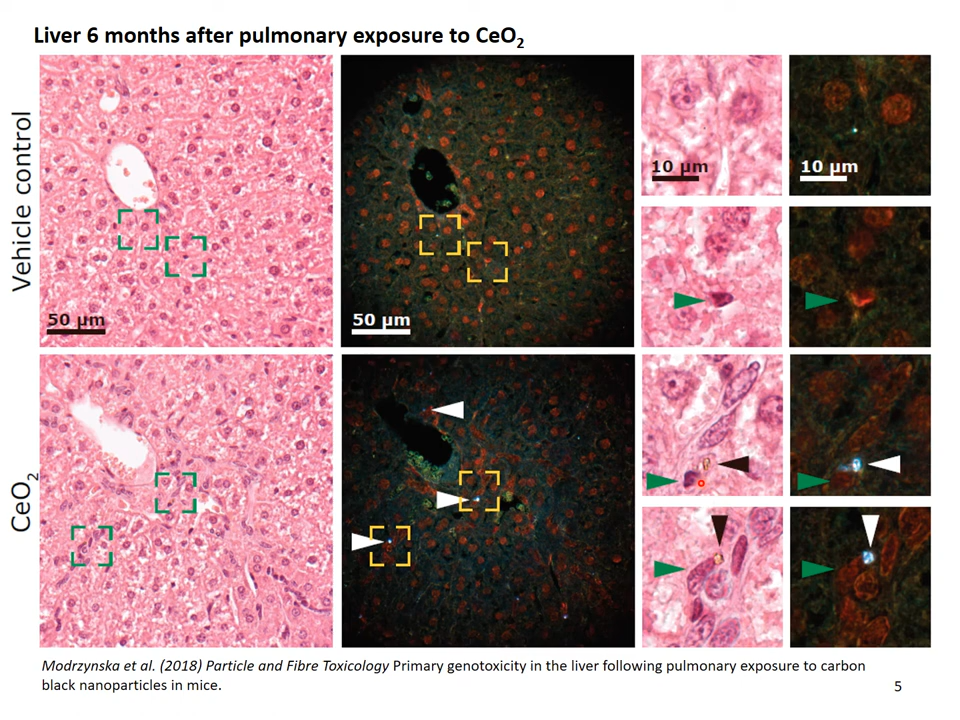 Liver 6 months after pulmonary exposure to CeO₂
Vehicle control
50 µm
50 µm
10 µm
10 µm
CeO₂
Modrzynska et al. (2018) Particle and Fibre Toxicology Primary genotoxicity in the liver following pulmonary exposure to carbon
black nanoparticles in mice.
5